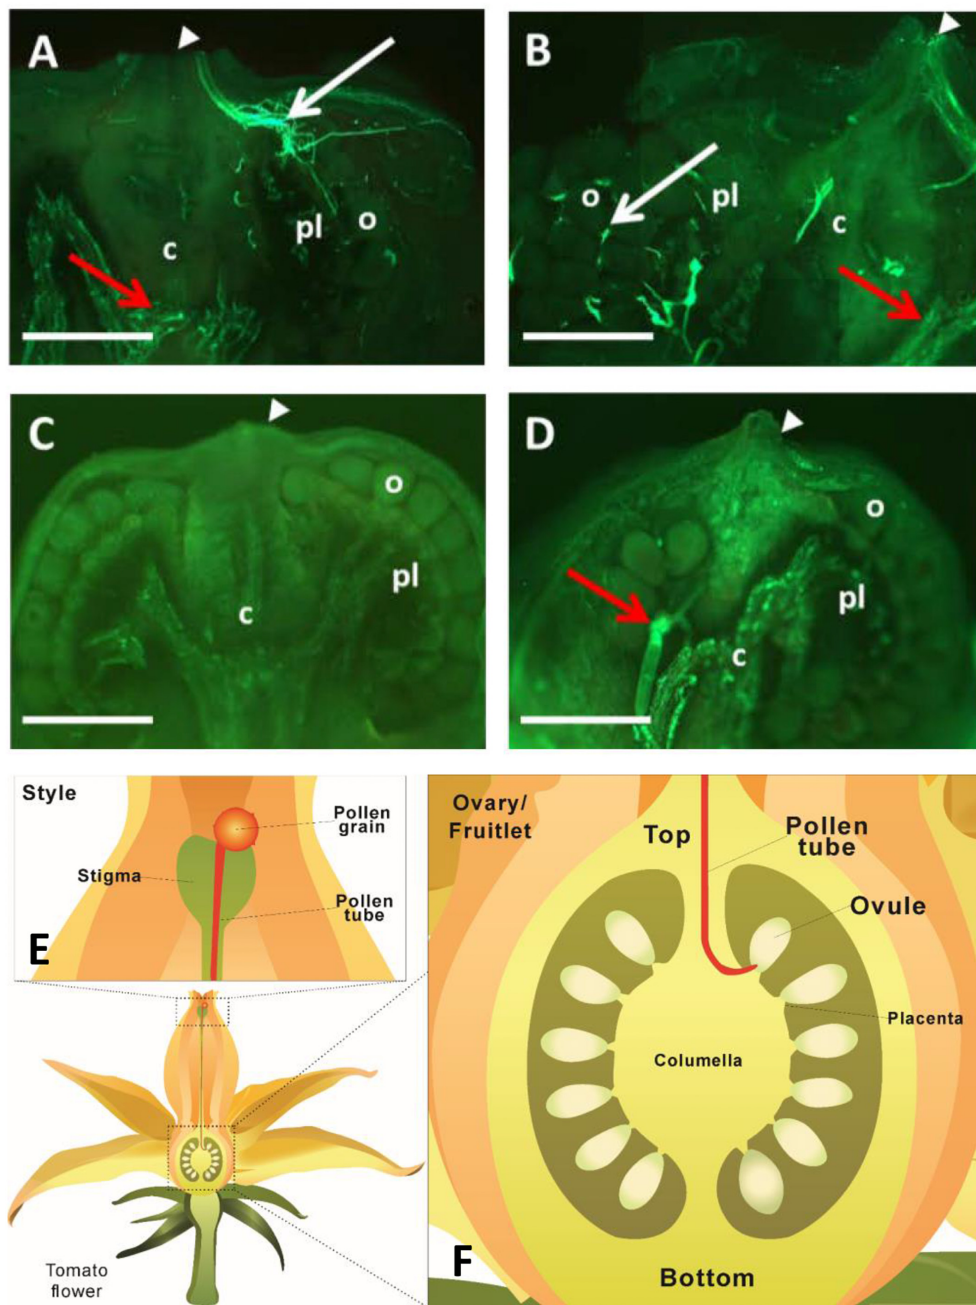 A
c
pl
o
B
o
pl
c
C
o
pl
c
D
o
pl
c
Style
Pollen
grain
Stigma
Pollen
tube
E
Tomato
flower
Ovary/
Fruitlet
Top
Pollen
tube
Ovule
Placenta
Columella
Bottom
F